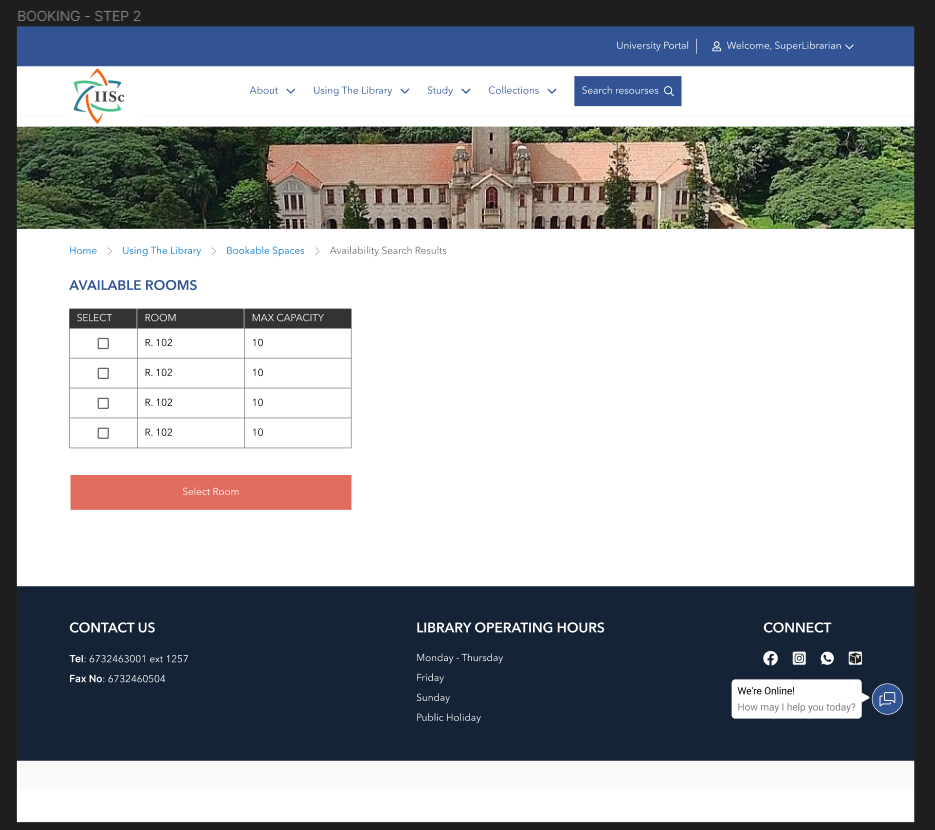 BOOKING - STEP 2
University Portal
Welcome, SuperLibrarian
IISc
About
Using The Library
Study
Collections
Search resourses
Home > Using The Library > Bookable Spaces > Availability Search Results
AVAILABLE ROOMS
SELECT ROOM MAX CAPACITY
R. 102 10
R. 102 10
R. 102 10
R. 102 10
Select Room
CONTACT US
Tel: 6732463001 ext 1257
Fax No: 6732460504
LIBRARY OPERATING HOURS
Monday - Thursday
Friday
Sunday
Public Holiday
CONNECT
We're Online!
How may I help you today?